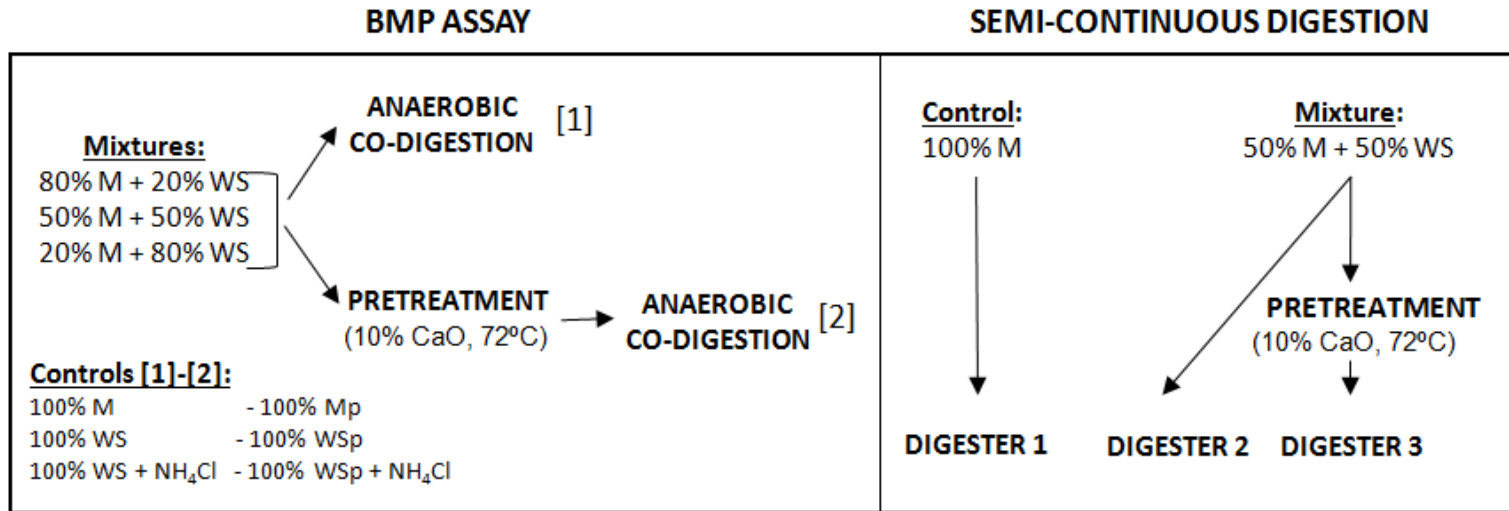 BMP ASSAY
SEMI-CONTINUOUS DIGESTION
Mixtures:
80% M + 20% WS
50% M + 50% WS
20% M + 80% WS
ANAEROBIC
CO-DIGESTION [1]
PRETREATMENT
(10% CaO, 72ºC)
ANAEROBIC
CO-DIGESTION [2]
Controls [1]-[2]:
100% M - 100% Mp
100% WS - 100% WSp
100% WS + NH₄Cl - 100% WSp + NH₄Cl
Control:
100% M
Mixture:
50% M + 50% WS
PRETREATMENT
(10% CaO, 72ºC)
DIGESTER 1
DIGESTER 2
DIGESTER 3